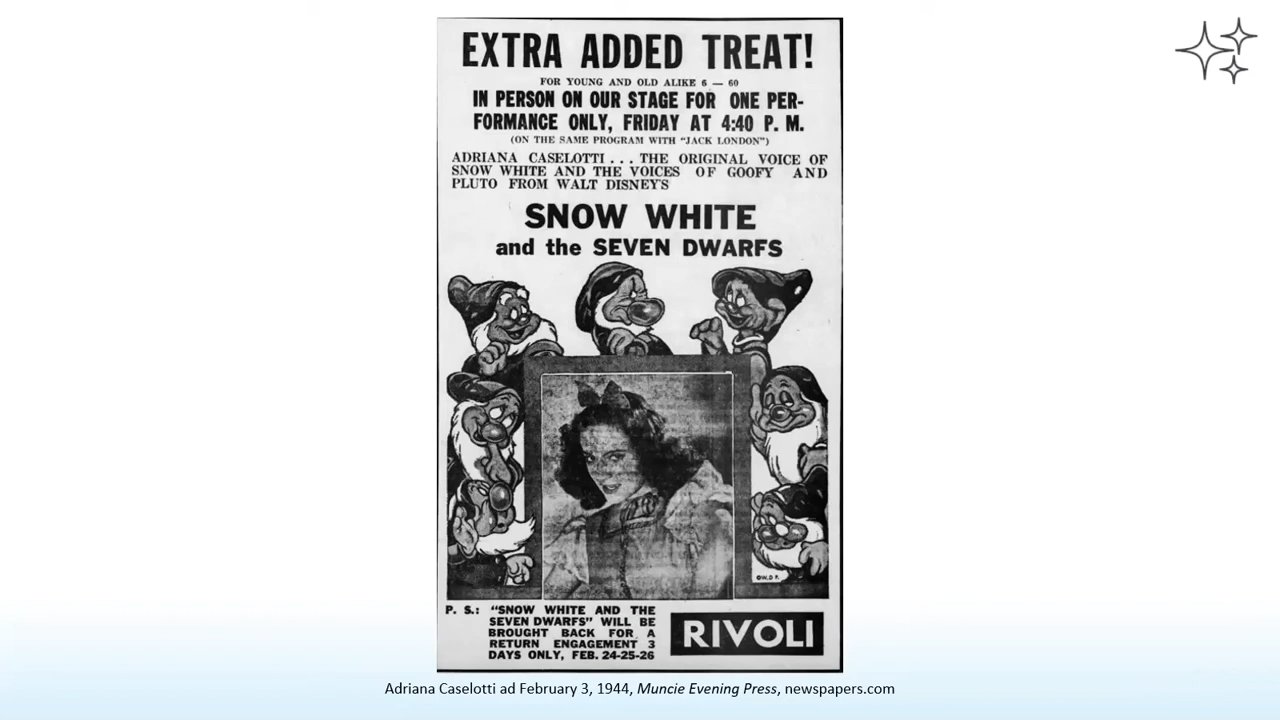 EXTRA ADDED TREAT!
FOR YOUNG AND OLD ALIKE 6 — 60
IN PERSON ON OUR STAGE FOR ONE PER-
FORMANCE ONLY, FRIDAY AT 4:40 P. M.
(ON THE SAME PROGRAM WITH "JACK LONDON")
ADRIANA CASELOTTI . . . THE ORIGINAL VOICE OF
SNOW WHITE AND THE VOICES OF GOOFY AND
PLUTO FROM WALT DISNEY'S
SNOW WHITE
and the SEVEN DWARFS
©W.D P.
P. S.: "SNOW WHITE AND THE
SEVEN DWARFS" WILL BE
BROUGHT BACK FOR A
RETURN ENGAGEMENT 3
DAYS ONLY, FEB. 24-25-26
RIVOLI
Adriana Caselotti ad February 3, 1944, Muncie Evening Press, newspapers.com